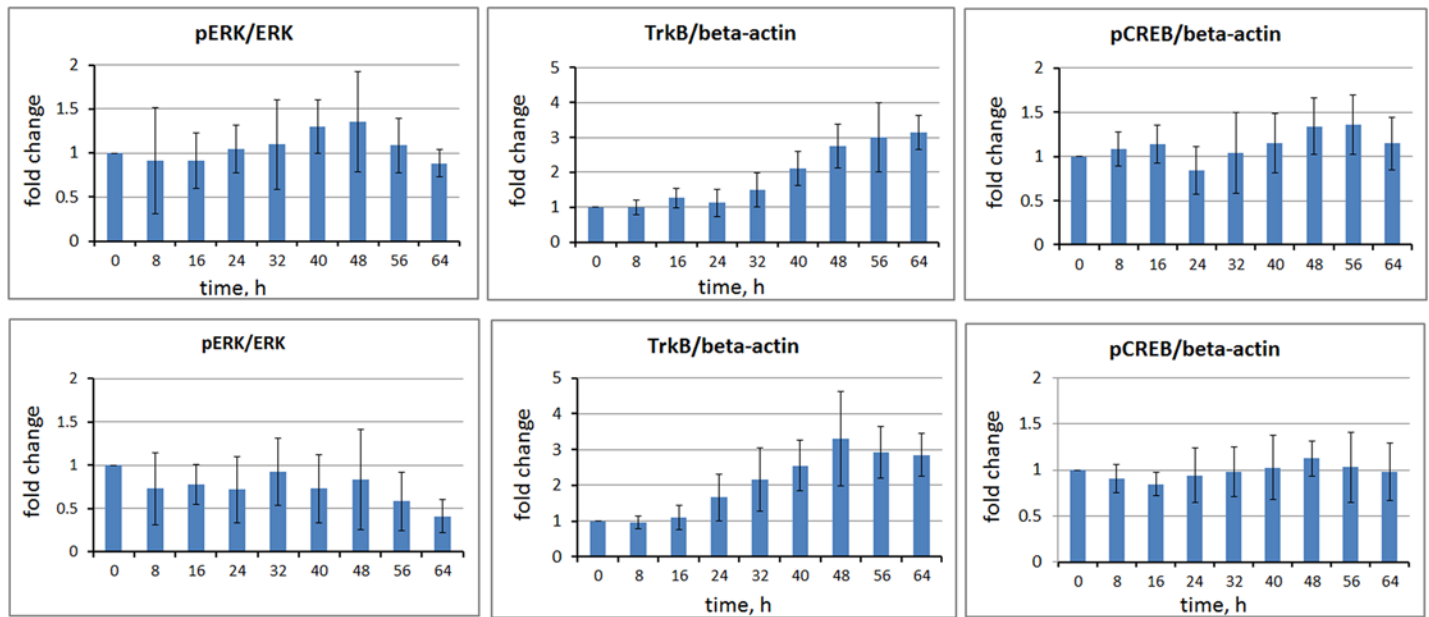 pERK/ERK
2
1.5
1
0.5
0
fold change
0 8 16 24 32 40 48 56 64
time, h
TrkB/beta-actin
5
4
3
2
1
0
fold change
0 8 16 24 32 40 48 56 64
time, h
pCREB/beta-actin
2
1.5
1
0.5
0
fold change
0 8 16 24 32 40 48 56 64
time, h
pERK/ERK
2
1.5
1
0.5
0
fold change
0 8 16 24 32 40 48 56 64
time, h
TrkB/beta-actin
5
4
3
2
1
0
fold change
0 8 16 24 32 40 48 56 64
time, h
pCREB/beta-actin
2
1.5
1
0.5
0
fold change
0 8 16 24 32 40 48 56 64
time, h